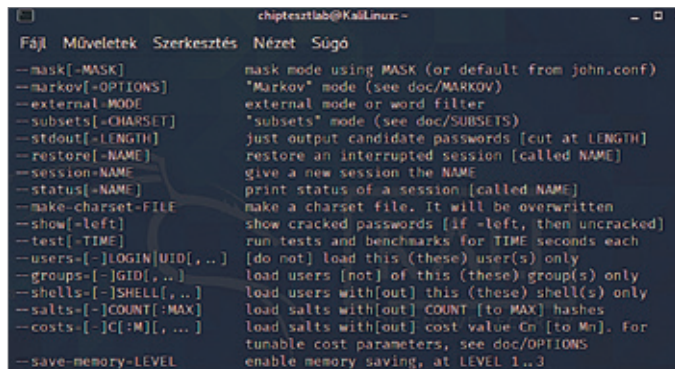 chiptesztlab@KaliLinux: ~
Fájl Műveletek Szerkesztés Nézet Súgó
--mask[=MASK] mask mode using MASK (or default from john.conf)
--markov[=OPTIONS] "Markov" mode (see doc/MARKOV)
--external=MODE external mode or word filter
--subsets[=CHARSET] "subsets" mode (see doc/SUBSETS)
--stdout[=LENGTH] just output candidate passwords [cut at LENGTH]
--restore[=NAME] restore an interrupted session [called NAME]
--session=NAME give a new session the NAME
--status[=NAME] print status of a session [called NAME]
--make-charset=FILE make a charset file. It will be overwritten
--show[=left] show cracked passwords [if =left, then uncracked]
--test[=TIME] run tests and benchmarks for TIME seconds each
--users=[-]LOGIN|UID[,..] [do not] load this (these) user(s) only
--groups=[-]GID[,..] load users [not] of this (these) group(s) only
--shells=[-]SHELL[,..] load users with[out] this (these) shell(s) only
--salts=[-]COUNT[:MAX] load salts with[out] COUNT [to MAX] hashes
--costs=[-]C[:M][,...] load salts with[out] cost value Cn [to Mn]. For
tunable cost parameters, see doc/OPTIONS
--save-memory=LEVEL enable memory saving, at LEVEL 1..3